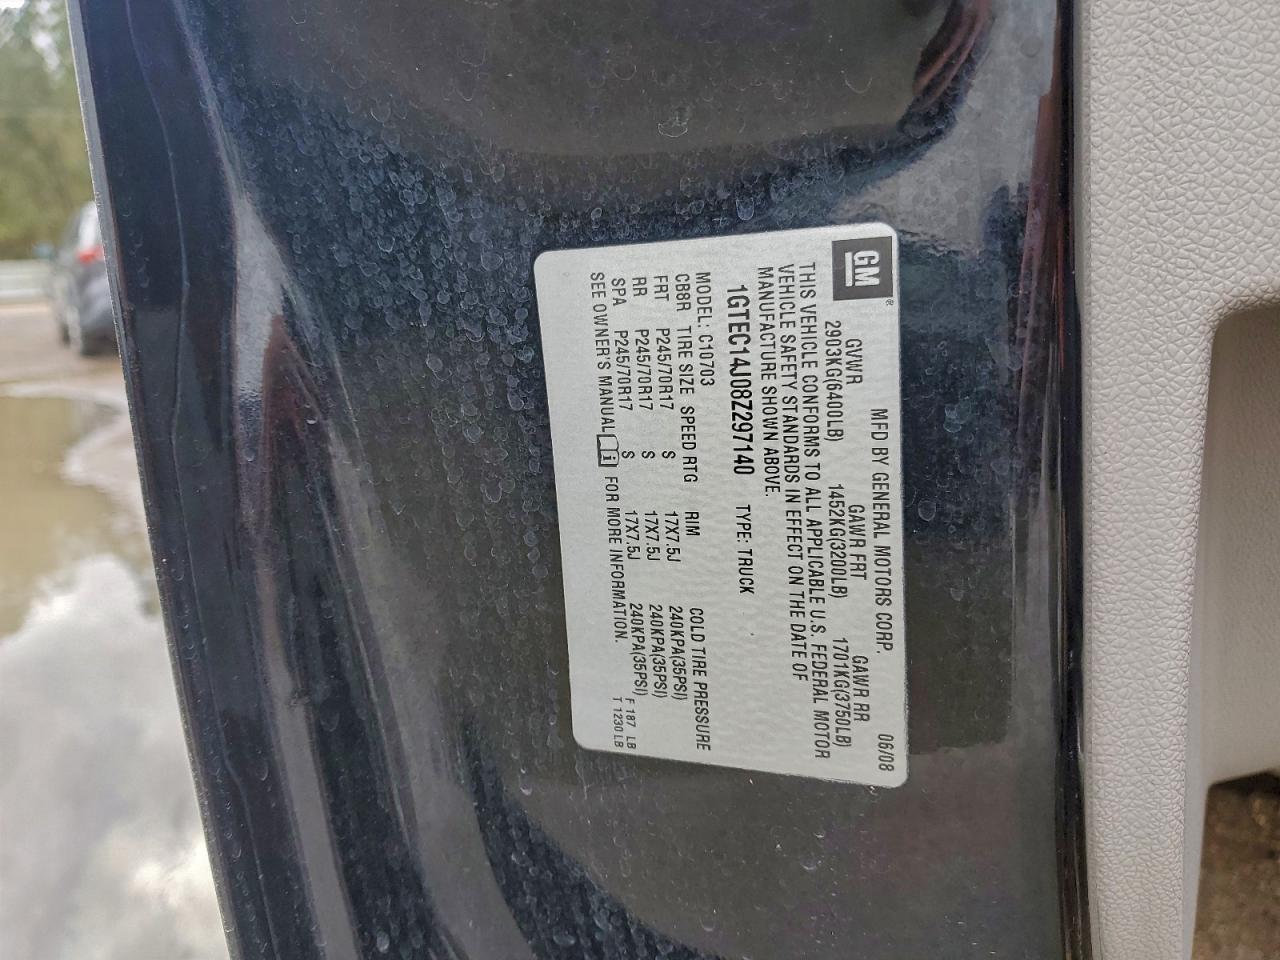 GM®
MFD BY GENERAL MOTORS CORP. 06/08
GVWR GAWR FRT GAWR RR
2903KG(6400LB) 1452KG(3200LB) 1701KG(3750LB)
THIS VEHICLE CONFORMS TO ALL APPLICABLE U.S. FEDERAL MOTOR
VEHICLE SAFETY STANDARDS IN EFFECT ON THE DATE OF
MANUFACTURE SHOWN ABOVE.
1GTEC14J08Z297140 TYPE: TRUCK
MODEL: C10703
CB8R TIRE SIZE SPEED RTG RIM COLD TIRE PRESSURE
FRT P245/70R17 S 17X7.5J 240KPA(35PSI)
RR P245/70R17 S 17X7.5J 240KPA(35PSI)
SPA P245/70R17 S 17X7.5J 240KPA(35PSI) F 187 LB
SEE OWNER'S MANUAL i FOR MORE INFORMATION. T 1230 LB